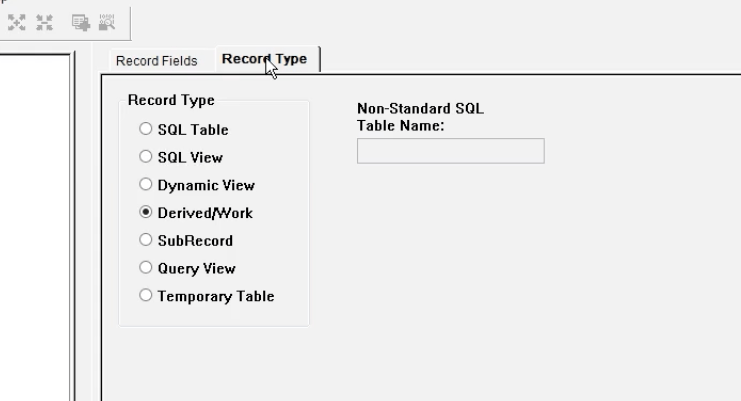 Record Fields
Record Type
Record Type
SQL Table
SQL View
Dynamic View
Derived/Work
SubRecord
Query View
Temporary Table
Non-Standard SQL
Table Name: